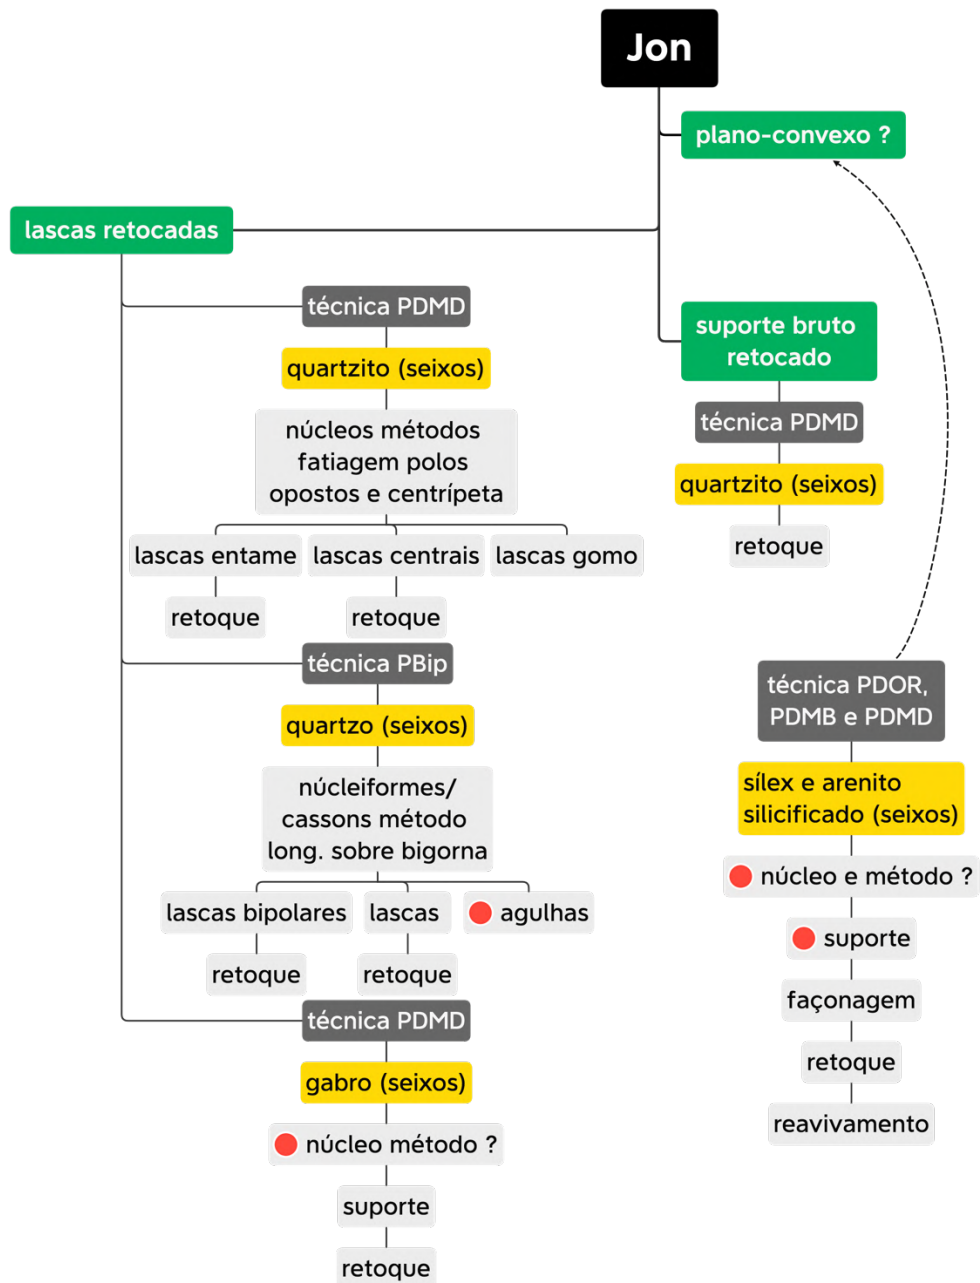 Jon
plano-convexo ?
lascas retocadas
técnica PDMD
quartzito (seixos)
núcleos métodos
fatiagem polos
opostos e centrípeta
lascas entame
lascas centrais
lascas gomo
retoque
retoque
técnica PBip
quartzo (seixos)
núcleiformes/
cassons método
long. sobre bigorna
lascas bipolares
lascas
agulhas
retoque
retoque
técnica PDMD
gabro (seixos)
núcleo método ?
suporte
retoque
suporte bruto
retocado
técnica PDMD
quartzito (seixos)
retoque
técnica PDOR,
PDMB e PDMD
sílex e arenito
silicificado (seixos)
núcleo e método ?
suporte
façonagem
retoque
reavivamento